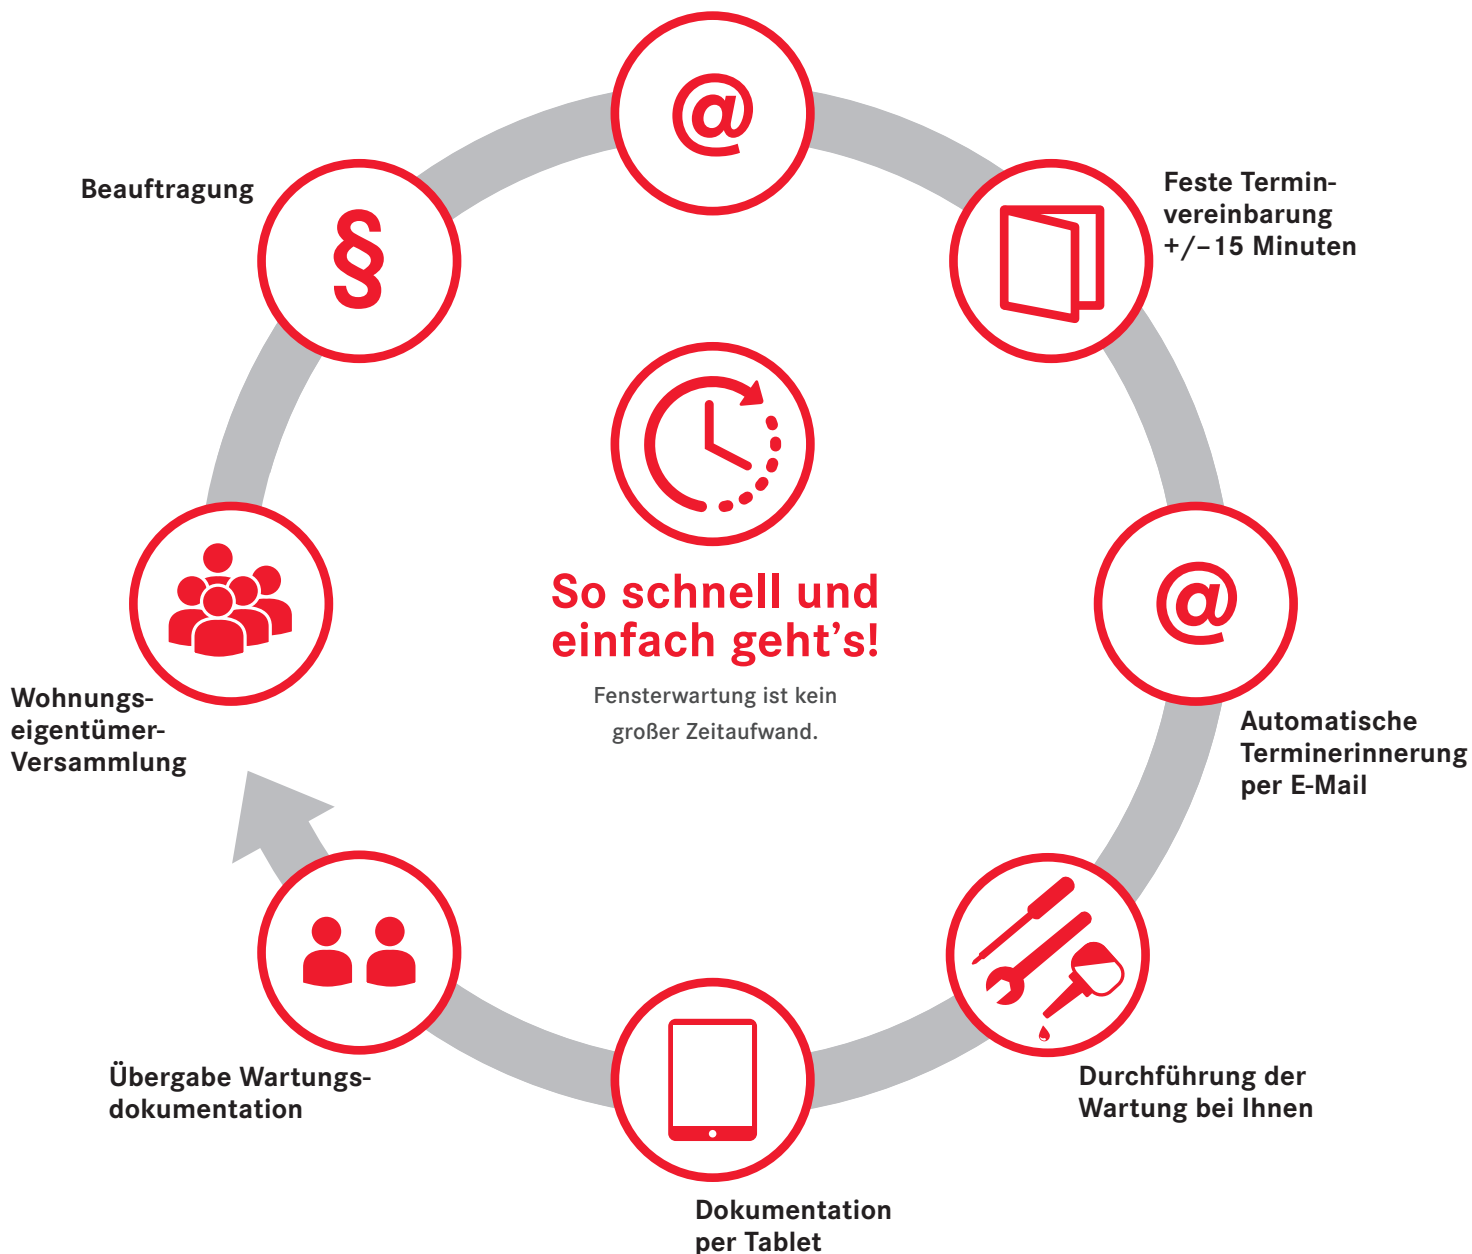 @
Beauftragung
§
Feste Termin-
vereinbarung
+/–15 Minuten
So schnell und
einfach geht’s!
Fensterwartung ist kein
großer Zeitaufwand.
@
Wohnungs-
eigentümer-
Versammlung
Automatische
Terminerinnerung
per E-Mail
Übergabe Wartungs-
dokumentation
Durchführung der
Wartung bei Ihnen
Dokumentation
per Tablet